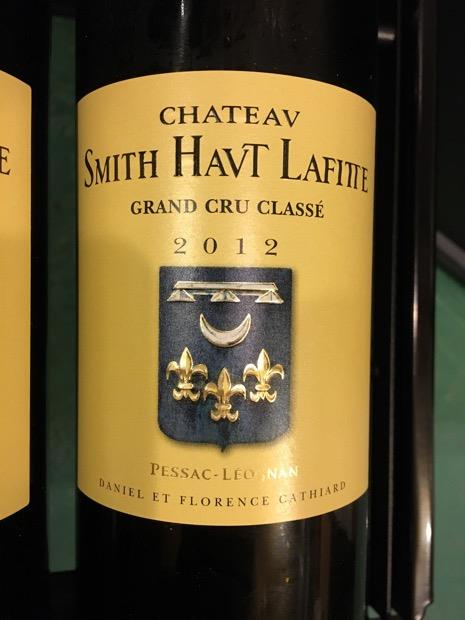 CHATEAV
SMITH HAVT LAFITTE
GRAND CRU CLASSÉ
2012
PESSAC-LÉOGNAN
DANIEL ET FLORENCE CATHIARD
E